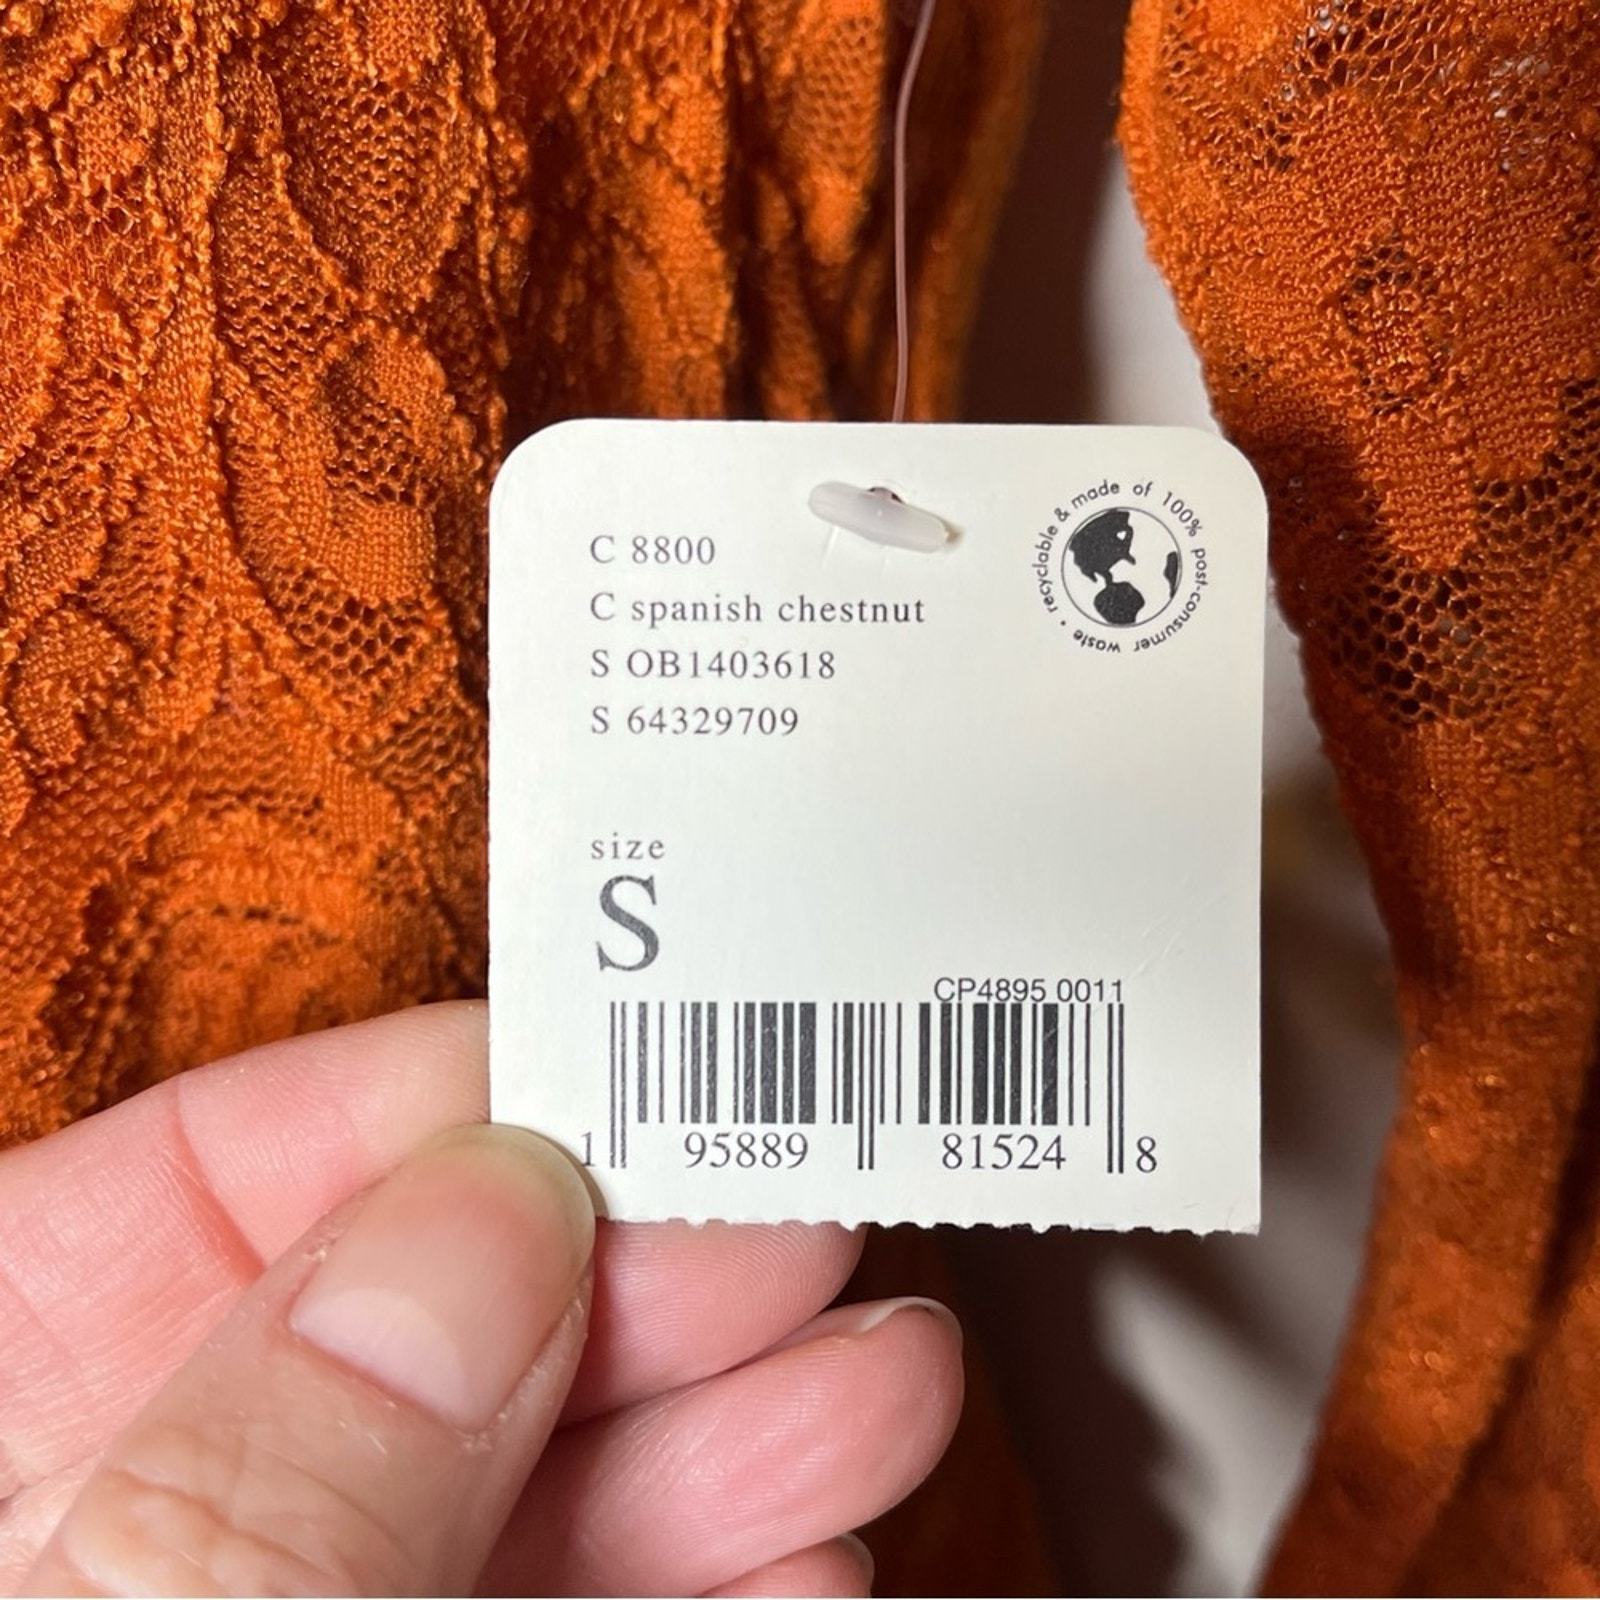 C 8800
C spanish chestnut
S OB1403618
S 64329709
• recyclable & made of 100% post-consumer waste
size
S
CP4895 0011
1 95889 81524 8